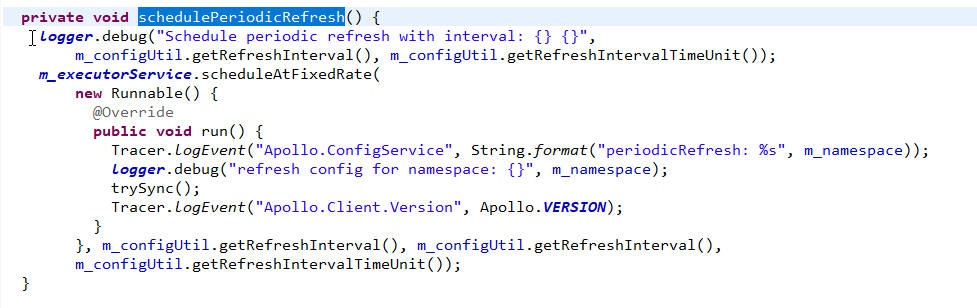 private void schedulePeriodicRefresh() {
logger.debug("Schedule periodic refresh with interval: {} {}",
m_configUtil.getRefreshInterval(), m_configUtil.getRefreshIntervalTimeUnit());
m_executorService.scheduleAtFixedRate(
new Runnable() {
@Override
public void run() {
Tracer.logEvent("Apollo.ConfigService", String.format("periodicRefresh: %s", m_namespace));
logger.debug("refresh config for namespace: {}", m_namespace);
trySync();
Tracer.logEvent("Apollo.Client.Version", Apollo.VERSION);
}
}, m_configUtil.getRefreshInterval(), m_configUtil.getRefreshInterval(),
m_configUtil.getRefreshIntervalTimeUnit());
}